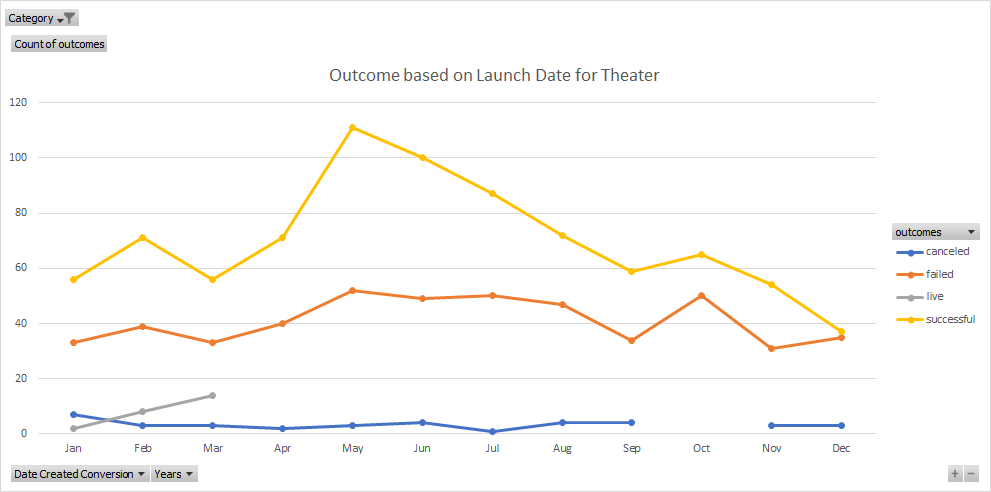 Category
Count of outcomes
Outcome based on Launch Date for Theater
120
100
80
60
40
20
0
Jan Feb Mar Apr May Jun Jul Aug Sep Oct Nov Dec
outcomes
canceled
failed
live
successful
Date Created Conversion Years
+ −